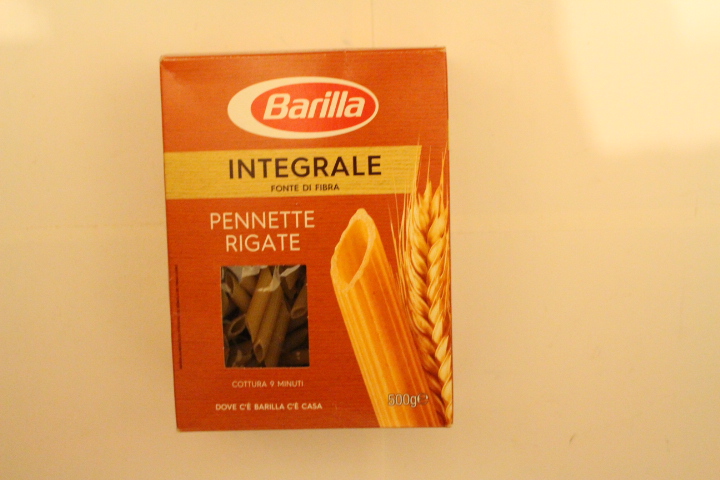 Barilla
INTEGRALE
FONTE DI FIBRA
PENNETTE
RIGATE
COTTURA 9 MINUTI
DOVE C'È BARILLA C'È CASA
500g℮